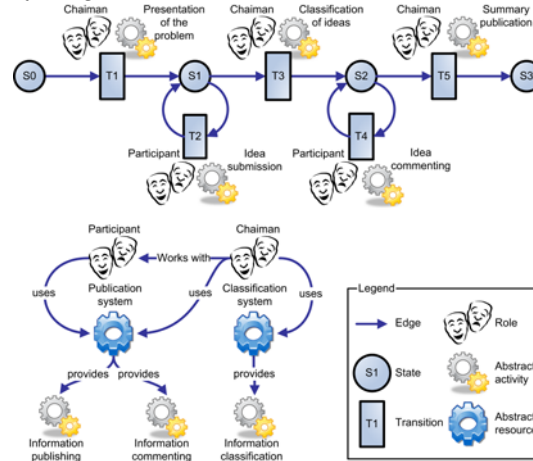 Chaiman
Presentation
of the
problem
Chaiman
Classification
of ideas
Chaiman
Summary
publication
S0
T1
S1
T3
S2
T5
S3
T2
T4
Participant
Idea
submission
Participant
Idea
commenting
Participant
Chaiman
Works with
uses
Publication
system
uses
Classification
system
uses
provides
provides
provides
Information
publishing
Information
commenting
Information
classification
Legend
Edge
Role
S1
State
Abstract
activity
T1
Transition
Abstract
resource